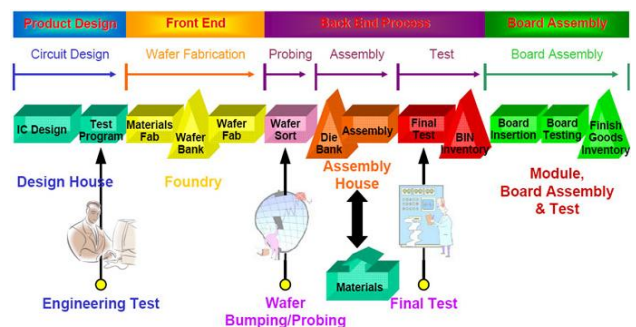 Product Design
Front End
Back End Process
Board Assembly
Circuit Design
Wafer Fabrication
Probing
Assembly
Test
Board Assembly
IC Design
Test
Program
Materials
Fab
Wafer
Bank
Wafer
Fab
Wafer
Sort
Die
Bank
Assembly
Final
Test
BIN
Inventory
Board
Insertion
Board
Testing
Finish
Goods
Inventory
Design House
Foundry
Assembly
House
Module,
Board Assembly
& Test
Materials
Engineering Test
Wafer
Bumping/Probing
Final Test